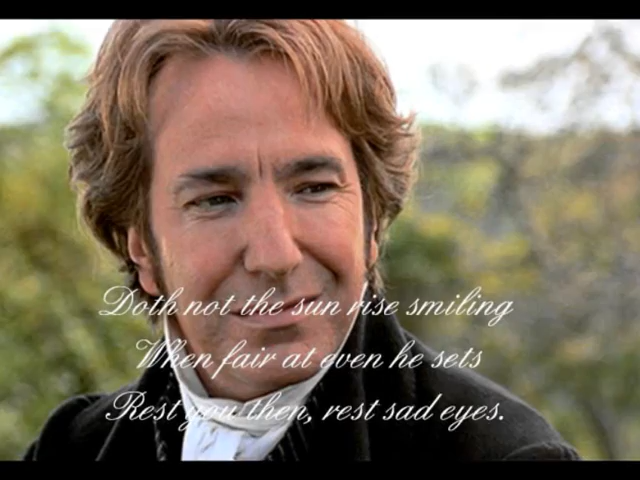 Doth not the sun rise smiling
When fair at even he sets
Rest you then, rest sad eyes.